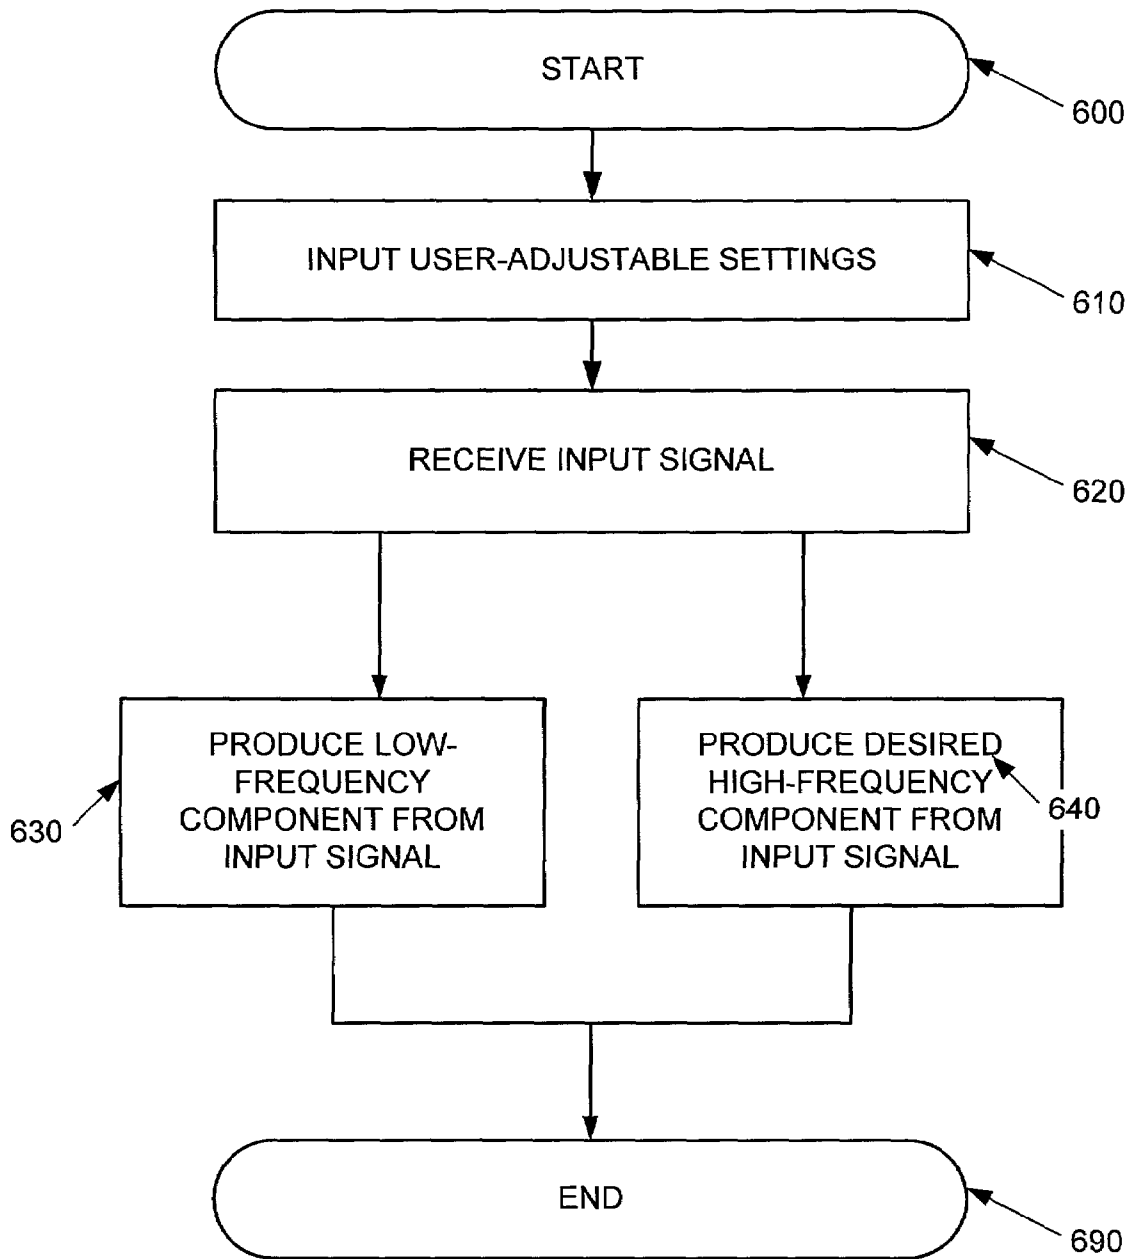 START
600
INPUT USER-ADJUSTABLE SETTINGS
610
RECEIVE INPUT SIGNAL
620
PRODUCE LOW-
FREQUENCY
COMPONENT FROM
INPUT SIGNAL
630
PRODUCE DESIRED
HIGH-FREQUENCY
COMPONENT FROM
INPUT SIGNAL
640
END
690